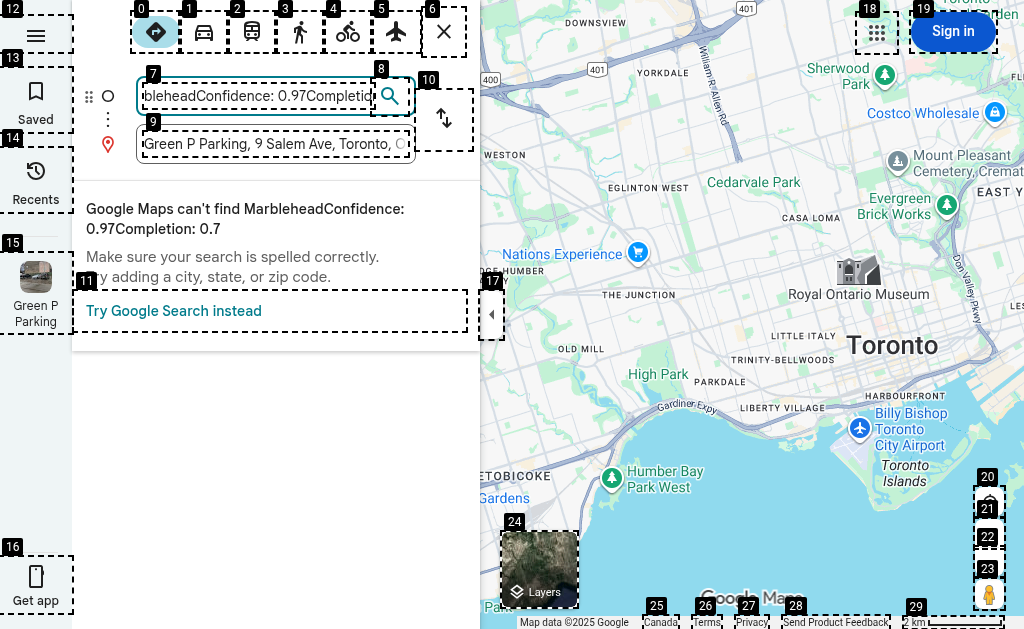 12
13
Saved
14
Recents
15
Green P
Parking
16
Get app
0
1
2
3
4
5
6
7
8
bleheadConfidence: 0.97Completio
9
10
Green P Parking, 9 Salem Ave, Toronto, O
Google Maps can't find MarbleheadConfidence:
0.97Completion: 0.7
Make sure your search is spelled correctly.
Try adding a city, state, or zip code.
11
Try Google Search instead
17
18
19
Sign in
401
DOWNSVIEW
400
401
YORKDALE
William R. Allen Rd
Sherwood
Park
Costco Wholesale
WESTON
Mount Pleasant
Cemetery, Cremat
EGLINTON WEST
Cedarvale Park
EAST Y
Evergreen
Brick Works
CASA LOMA
Nations Experience
Don Valley Pkwy
THE JUNCTION
Royal Ontario Museum
LITTLE ITALY
OLD MILL
Toronto
TRINITY-BELLWOODS
High Park
PARKDALE
HARBOURFRONT
Gardiner Expy
LIBERTY VILLAGE
Billy Bishop
Toronto
City Airport
Toronto
Islands
ETOBICOKE
Humber Bay
Park West
Gardens
20
21
22
23
24
Layers
Park
Google Maps
25
26
27
28
29
Map data ©2025 Google
Canada
Terms
Privacy
Send Product Feedback
2 km